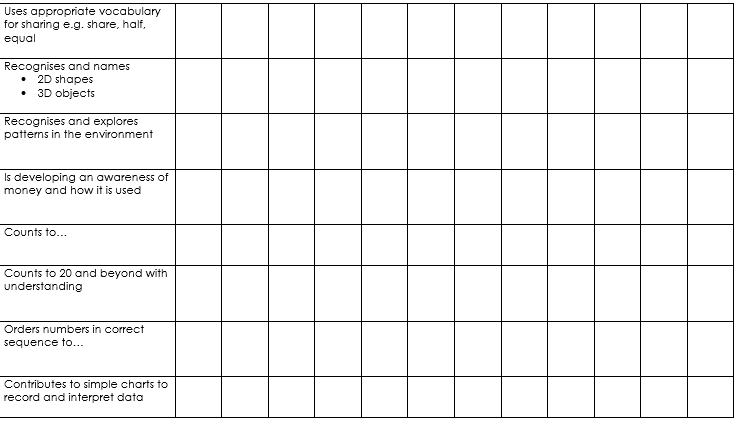 Uses appropriate vocabulary
for sharing e.g. share, half,
equal
Recognises and names
• 2D shapes
• 3D objects
Recognises and explores
patterns in the environment
Is developing an awareness of
money and how it is used
Counts to…
Counts to 20 and beyond with
understanding
Orders numbers in correct
sequence to…
Contributes to simple charts to
record and interpret data